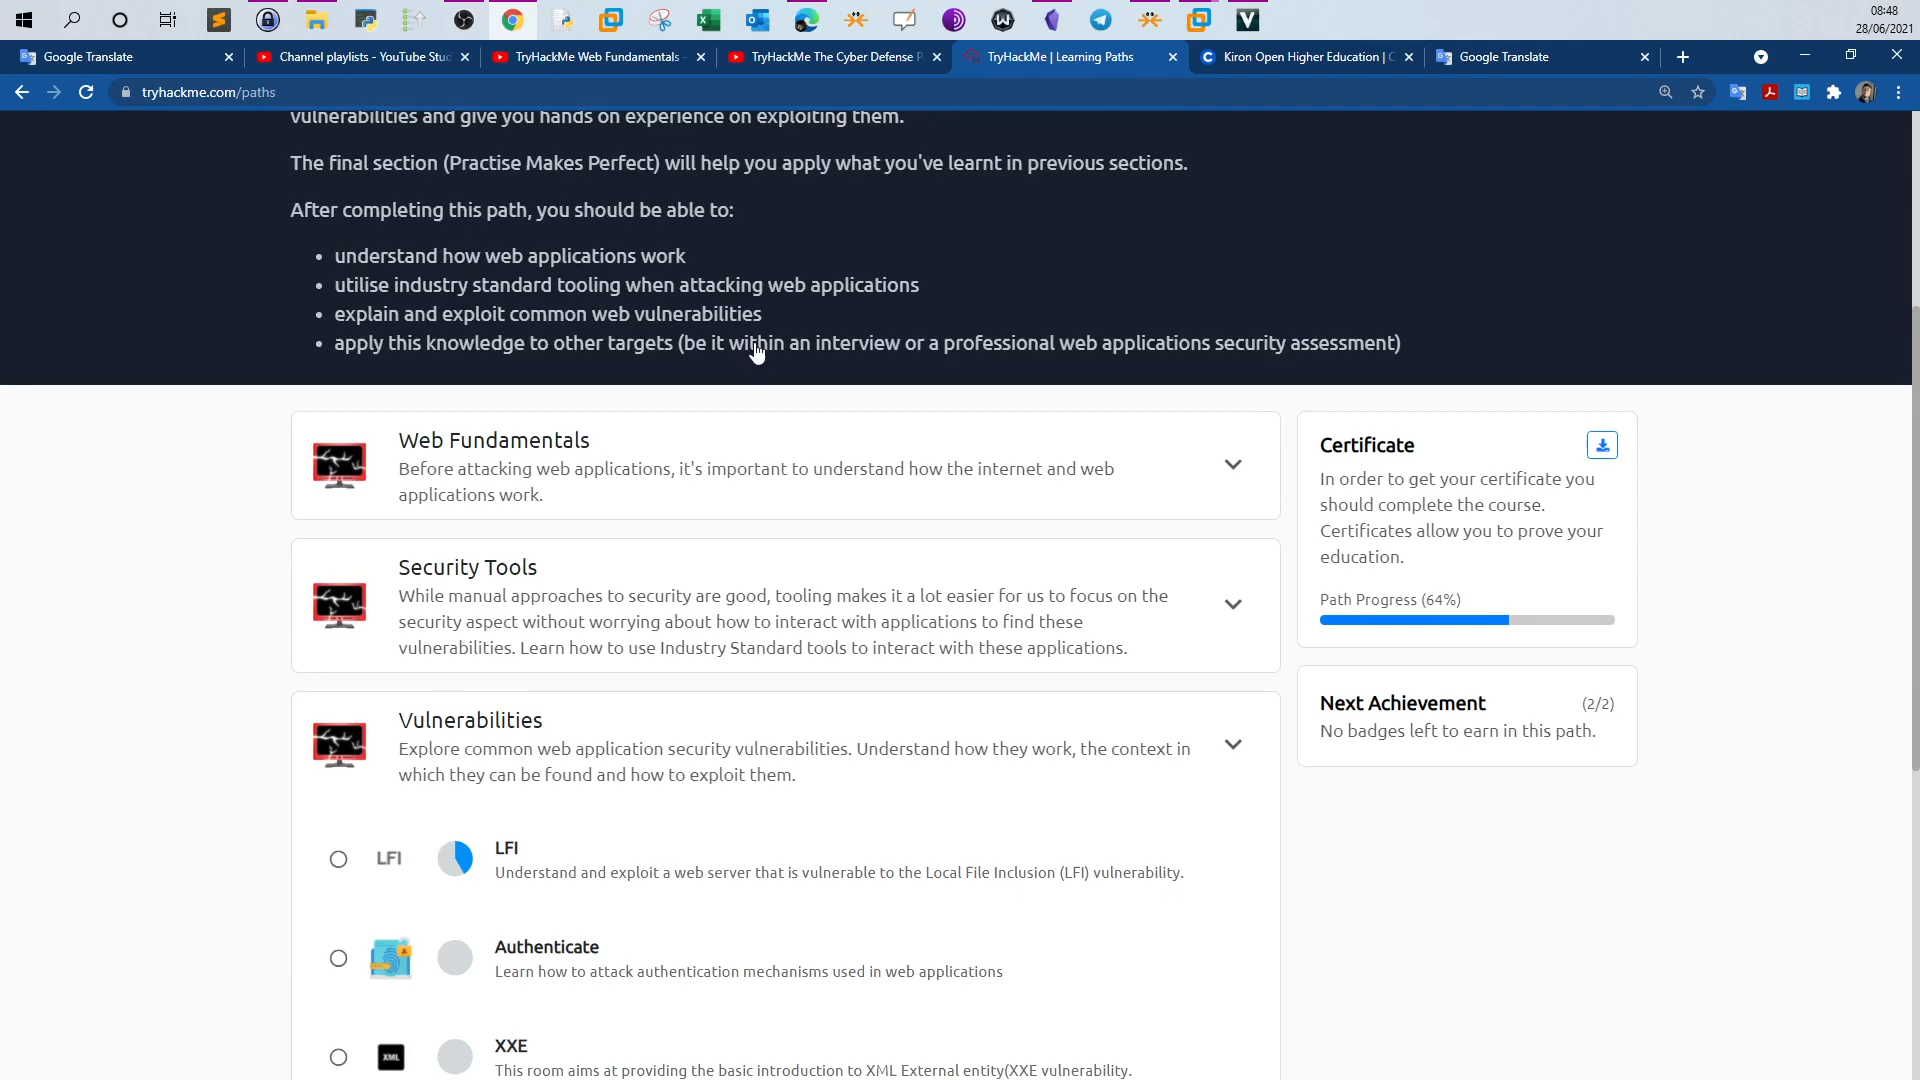 08:48
28/06/2021
Google Translate
Channel playlists - YouTube Stud
TryHackMe Web Fundamentals -
TryHackMe The Cyber Defense P
TryHackMe | Learning Paths
Kiron Open Higher Education | C
Google Translate
tryhackme.com/paths
vulnerabilities and give you hands on experience on exploiting them.
The final section (Practise Makes Perfect) will help you apply what you've learnt in previous sections.
After completing this path, you should be able to:
• understand how web applications work
• utilise industry standard tooling when attacking web applications
• explain and exploit common web vulnerabilities
• apply this knowledge to other targets (be it within an interview or a professional web applications security assessment)
Web Fundamentals
Before attacking web applications, it's important to understand how the internet and web
applications work.
Certificate
In order to get your certificate you
should complete the course.
Certificates allow you to prove your
education.
Path Progress (64%)
Security Tools
While manual approaches to security are good, tooling makes it a lot easier for us to focus on the
security aspect without worrying about how to interact with applications to find these
vulnerabilities. Learn how to use Industry Standard tools to interact with these applications.
Next Achievement (2/2)
No badges left to earn in this path.
Vulnerabilities
Explore common web application security vulnerabilities. Understand how they work, the context in
which they can be found and how to exploit them.
LFI
LFI
Understand and exploit a web server that is vulnerable to the Local File Inclusion (LFI) vulnerability.
Authenticate
Learn how to attack authentication mechanisms used in web applications
XML
XXE
This room aims at providing the basic introduction to XML External entity(XXE vulnerability.